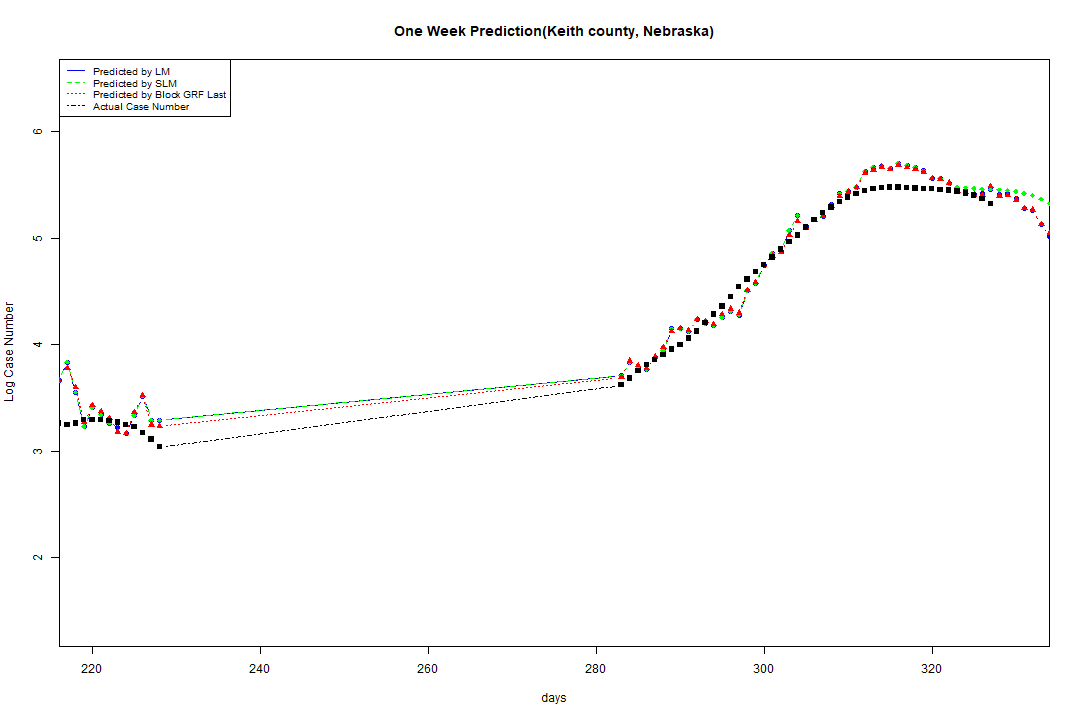 One Week Prediction(Keith county, Nebraska)
Predicted by LM
Predicted by SLM
Predicted by Block GRF Last
Actual Case Number
6
5
4
3
2
Log Case Number
220 240 260 280 300 320
days